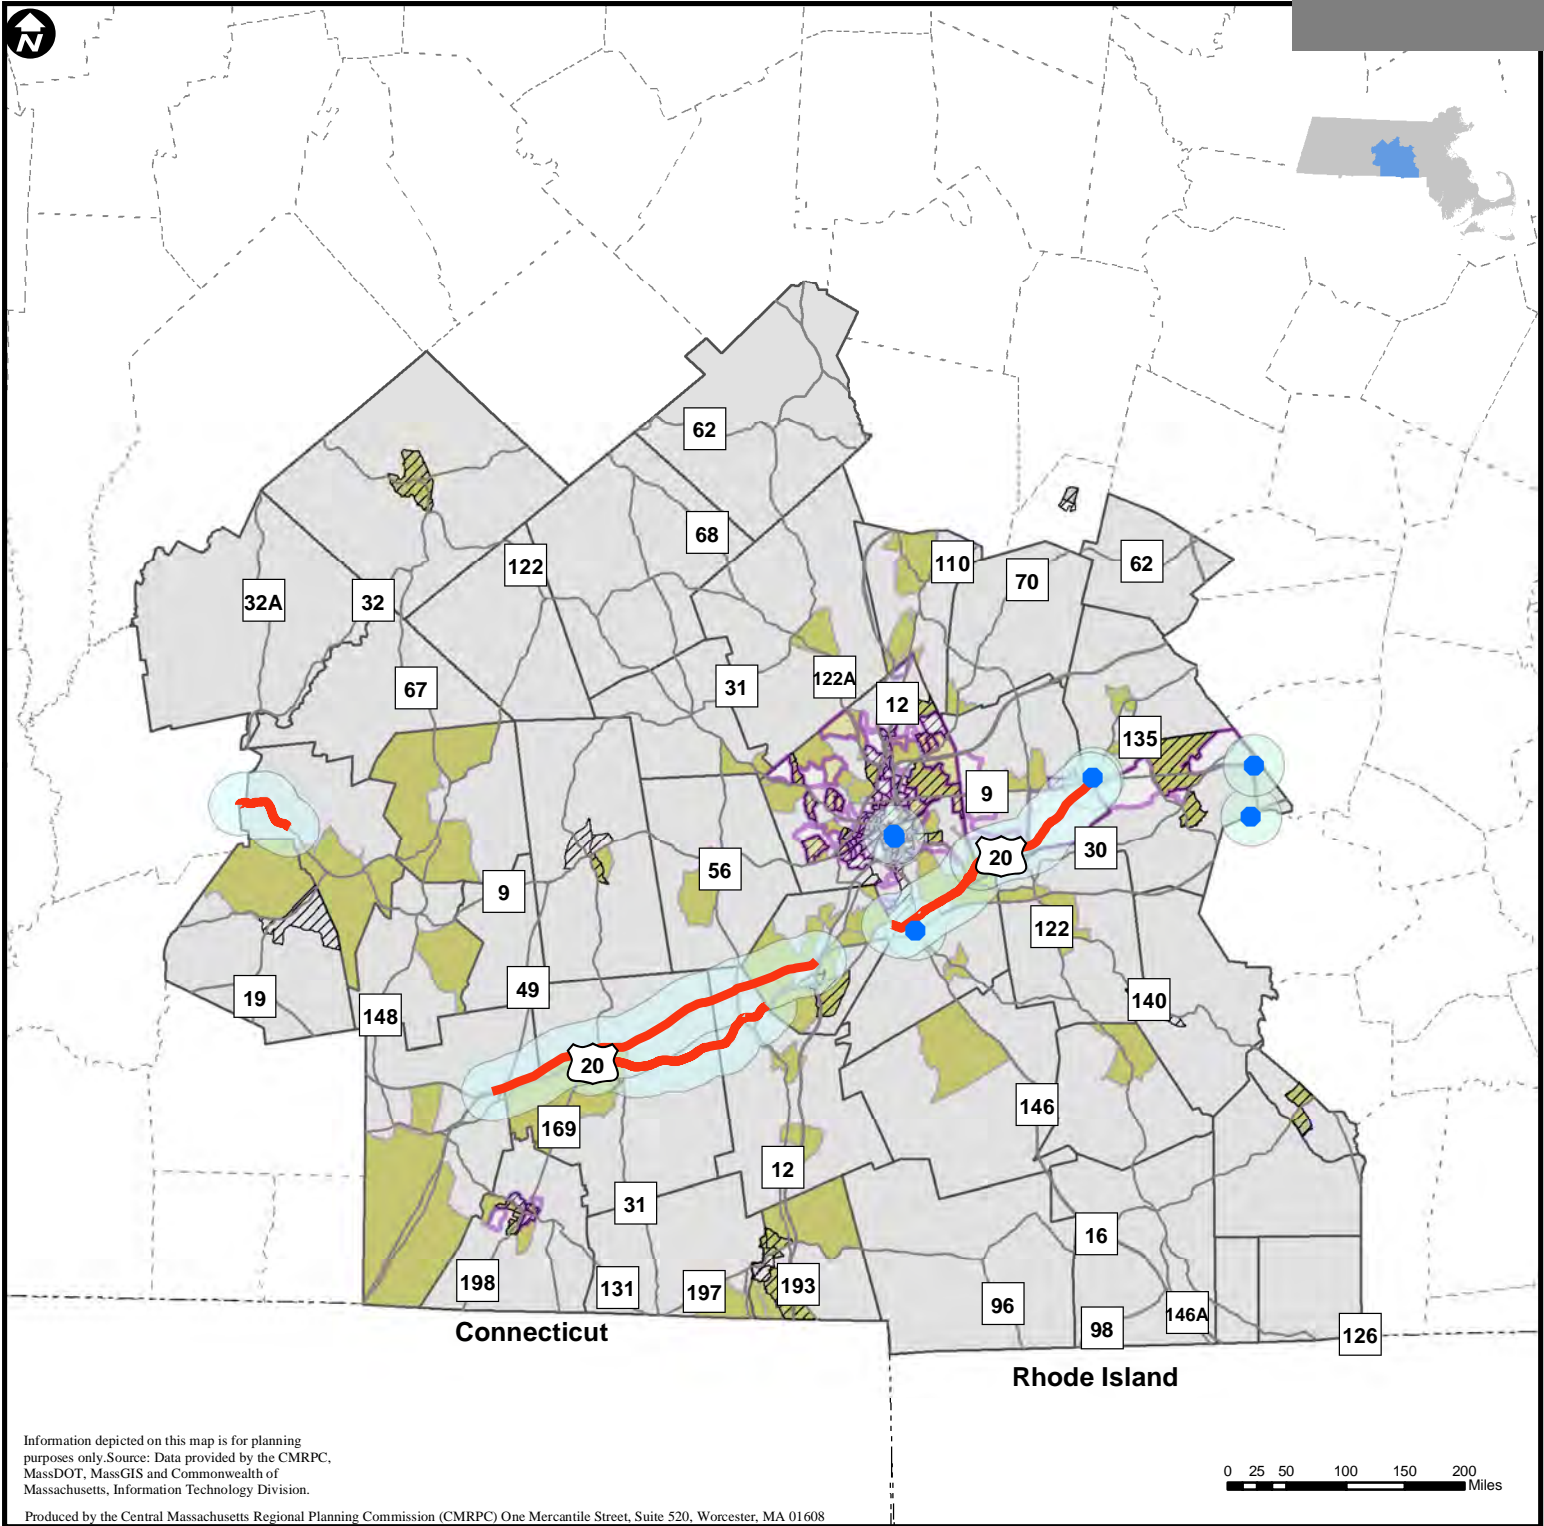 N
62
68
122
110
70
62
32A
32
67
31
122A
12
135
9
20
30
56
9
122
19
148
49
140
20
169
146
12
31
16
198
131
197
193
96
98
146A
126
Connecticut
Rhode Island
Information depicted on this map is for planning
purposes only.Source: Data provided by the CMRPC,
MassDOT, MassGIS and Commonwealth of
Massachusetts, Information Technology Division.
0 25 50 100 150 200
Miles
Produced by the Central Massachusetts Regional Planning Commission (CMRPC) One Mercantile Street, Suite 520, Worcester, MA 01608